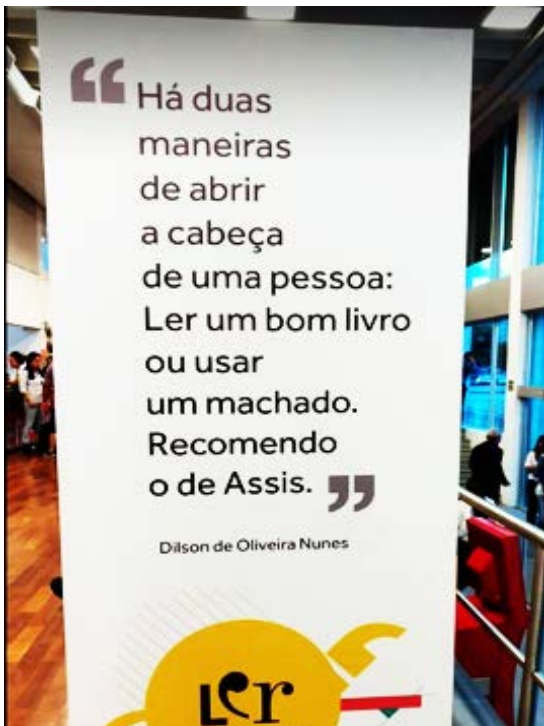 “Há duas
maneiras
de abrir
a cabeça
de uma pessoa:
Ler um bom livro
ou usar
um machado.
Recomendo
o de Assis.”
Dilson de Oliveira Nunes
Ler